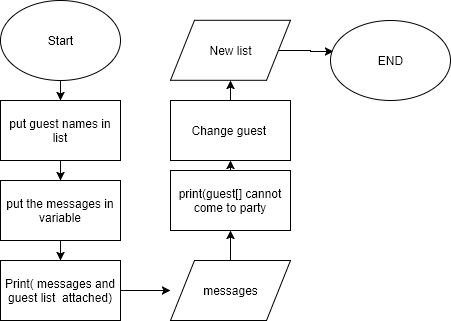 Start
put guest names in
list
put the messages in
variable
Print( messages and
guest list attached)
messages
print(guest[] cannot
come to party
Change guest
New list
END